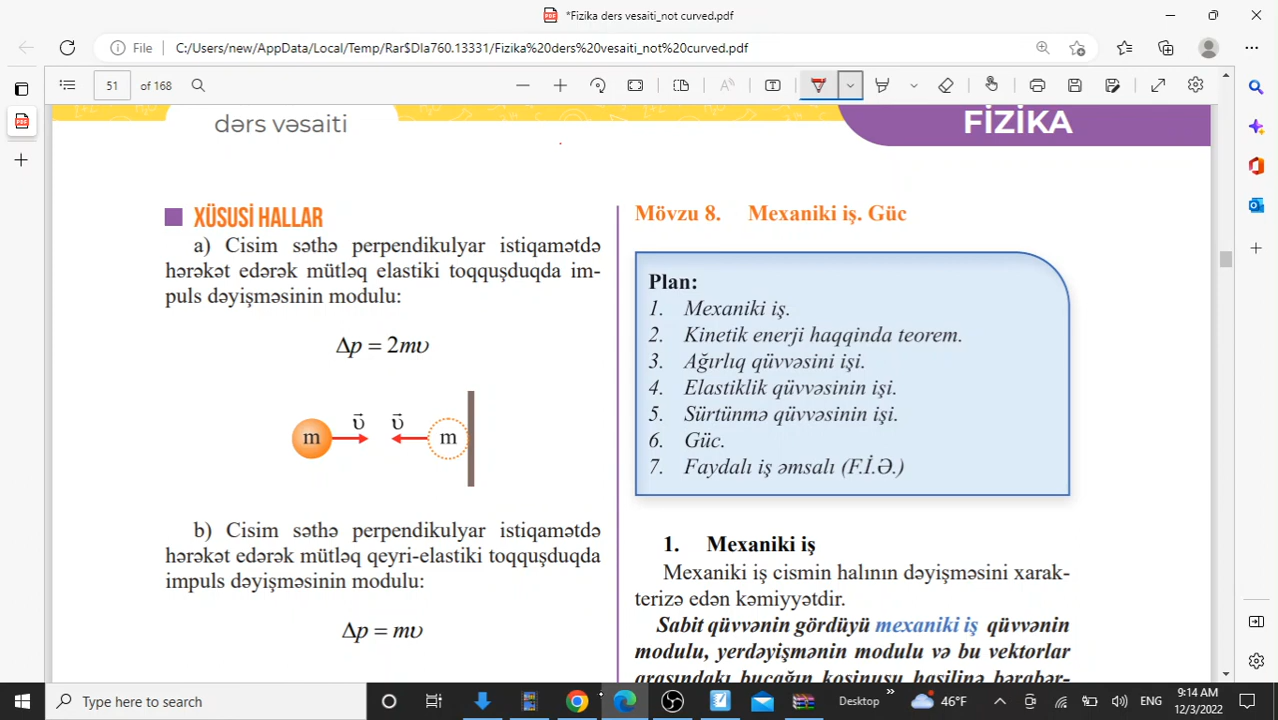 *Fizika ders vesaiti_not curved.pdf
File
C:/Users/new/AppData/Local/Temp/Rar$DIa760.13331/Fizika%20ders%20vesaiti_not%20curved.pdf
51 of 168
dərs vəsaiti
FİZİKA
XÜSUSİ HALLAR
a) Cisim səthə perpendikulyar istiqamətdə
hərəkət edərək mütləq elastiki toqquşduqda im-
puls dəyişməsinin modulu:
Δp = 2mυ
m υ⃗ υ⃗ m
b) Cisim səthə perpendikulyar istiqamətdə
hərəkət edərək mütləq qeyri-elastiki toqquşduqda
impuls dəyişməsinin modulu:
Δp = mυ
Mövzu 8. Mexaniki iş. Güc
Plan:
1. Mexaniki iş.
2. Kinetik enerji haqqinda teorem.
3. Ağırlıq qüvvəsini işi.
4. Elastiklik qüvvəsinin işi.
5. Sürtünmə qüvvəsinin işi.
6. Güc.
7. Faydalı iş əmsalı (F.İ.Ə.)
1. Mexaniki iş
Mexaniki iş cismin halının dəyişməsini xarak-
terizə edən kəmiyyətdir.
Sabit qüvvənin gördüyü mexaniki iş qüvvənin
modulu, yerdəyişmənin modulu və bu vektorlar
arasındakı bucağın kosinusu hasilinə bərabər-
Type here to search
Desktop
46°F
ENG
9:14 AM
12/3/2022